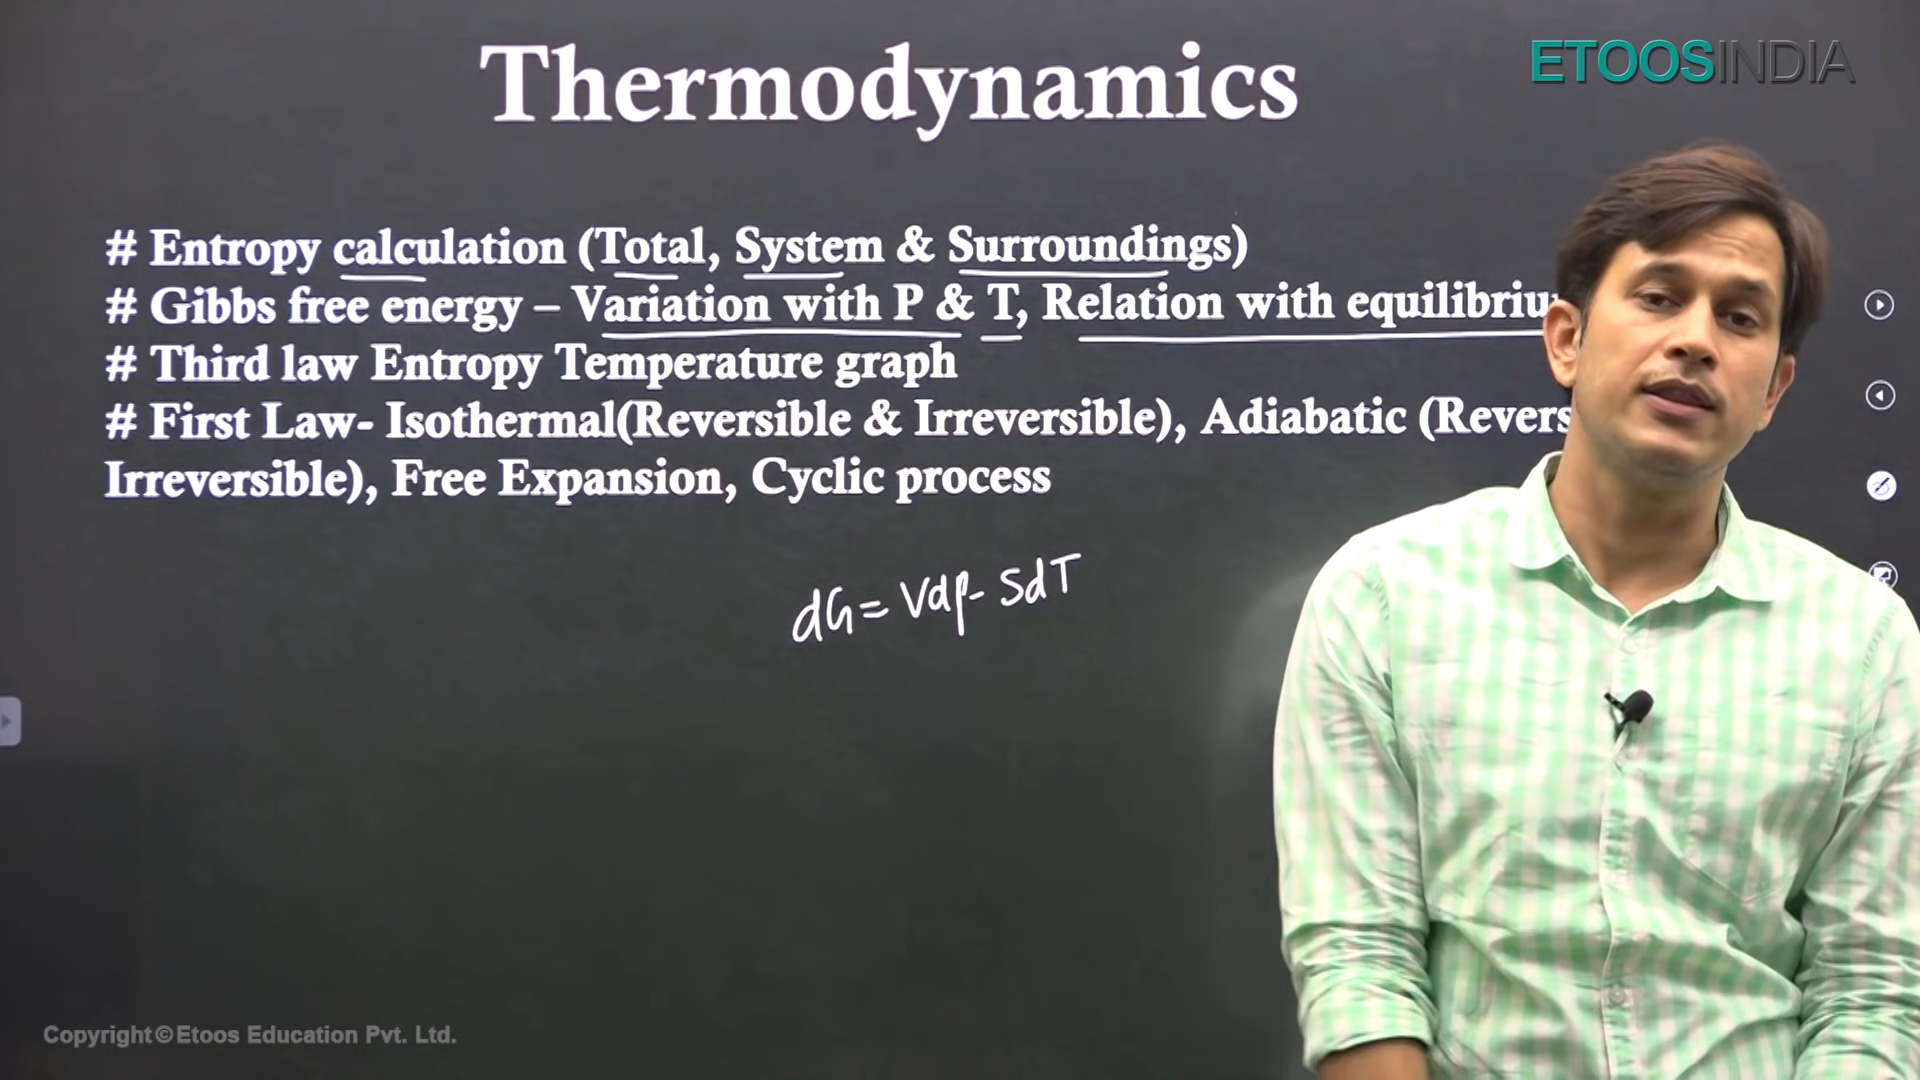 Thermodynamics
ETOOSINDIA
# Entropy calculation (Total, System & Surroundings)
# Gibbs free energy – Variation with P & T, Relation with
# Third law Entropy Temperature graph
# First Law- Isothermal(Reversible & Irreversible), Adiabatic
Irreversible), Free Expansion, Cyclic process
dG = Vdp - SdT
Copyright © Etoos Education Pvt. Ltd.